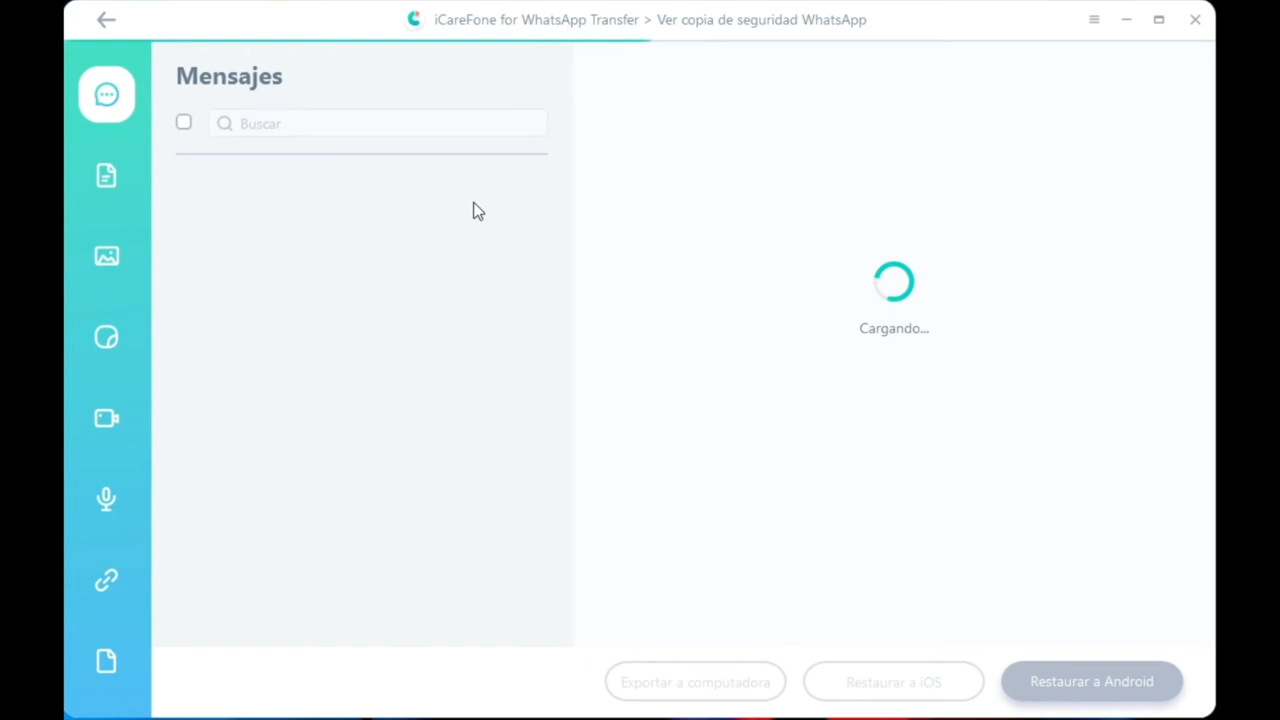 iCareFone for WhatsApp Transfer > Ver copia de seguridad WhatsApp
Mensajes
Buscar
Cargando...
Exportar a computadora
Restaurar a iOS
Restaurar a Android